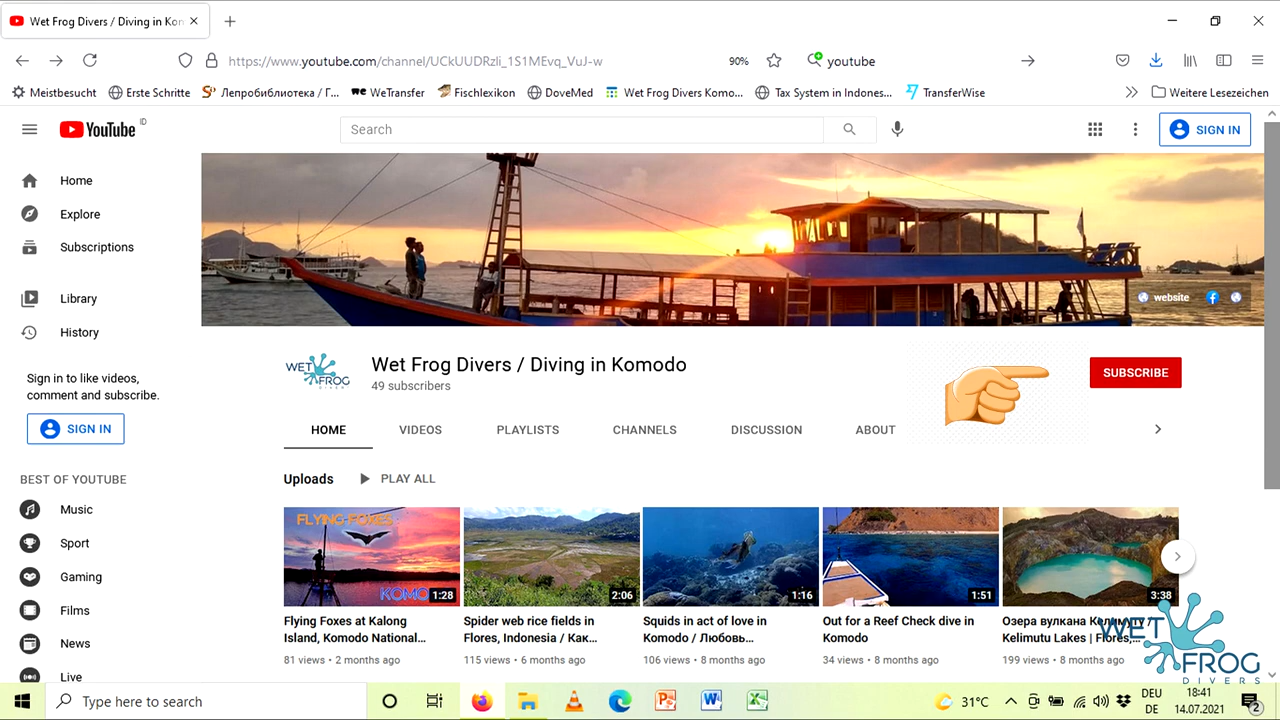 Wet Frog Divers / Diving in Kon
https://www.youtube.com/channel/UCkUUDRzli_1S1MEvq_VuJ-w
90%
youtube
Meistbesucht
Erste Schritte
Лепробиблиотека / Г...
WeTransfer
Fischlexikon
DoveMed
Wet Frog Divers Komo...
Tax System in Indones...
TransferWise
Weitere Lesezeichen
YouTube ID
Search
SIGN IN
Home
Explore
Subscriptions
Library
History
Sign in to like videos,
comment and subscribe.
SIGN IN
BEST OF YOUTUBE
Music
Sport
Gaming
Films
News
Live
website
WET
FROG
DIVERS
Wet Frog Divers / Diving in Komodo
49 subscribers
SUBSCRIBE
HOME
VIDEOS
PLAYLISTS
CHANNELS
DISCUSSION
ABOUT
Uploads
PLAY ALL
FLYING FOXES
KOMO
1:28
Flying Foxes at Kalong
Island, Komodo National...
81 views • 2 months ago
2:06
Spider web rice fields in
Flores, Indonesia / Как...
115 views • 6 months ago
1:16
Squids in act of love in
Komodo / Любовь...
106 views • 8 months ago
1:51
Out for a Reef Check dive in
Komodo
34 views • 8 months ago
3:38
Озера вулкана Келимуту
Kelimutu Lakes | Flores,...
199 views • 8 months ago
WET
FROG
DIVERS
Type here to search
31°C
DEU
DE
18:41
14.07.2021
2